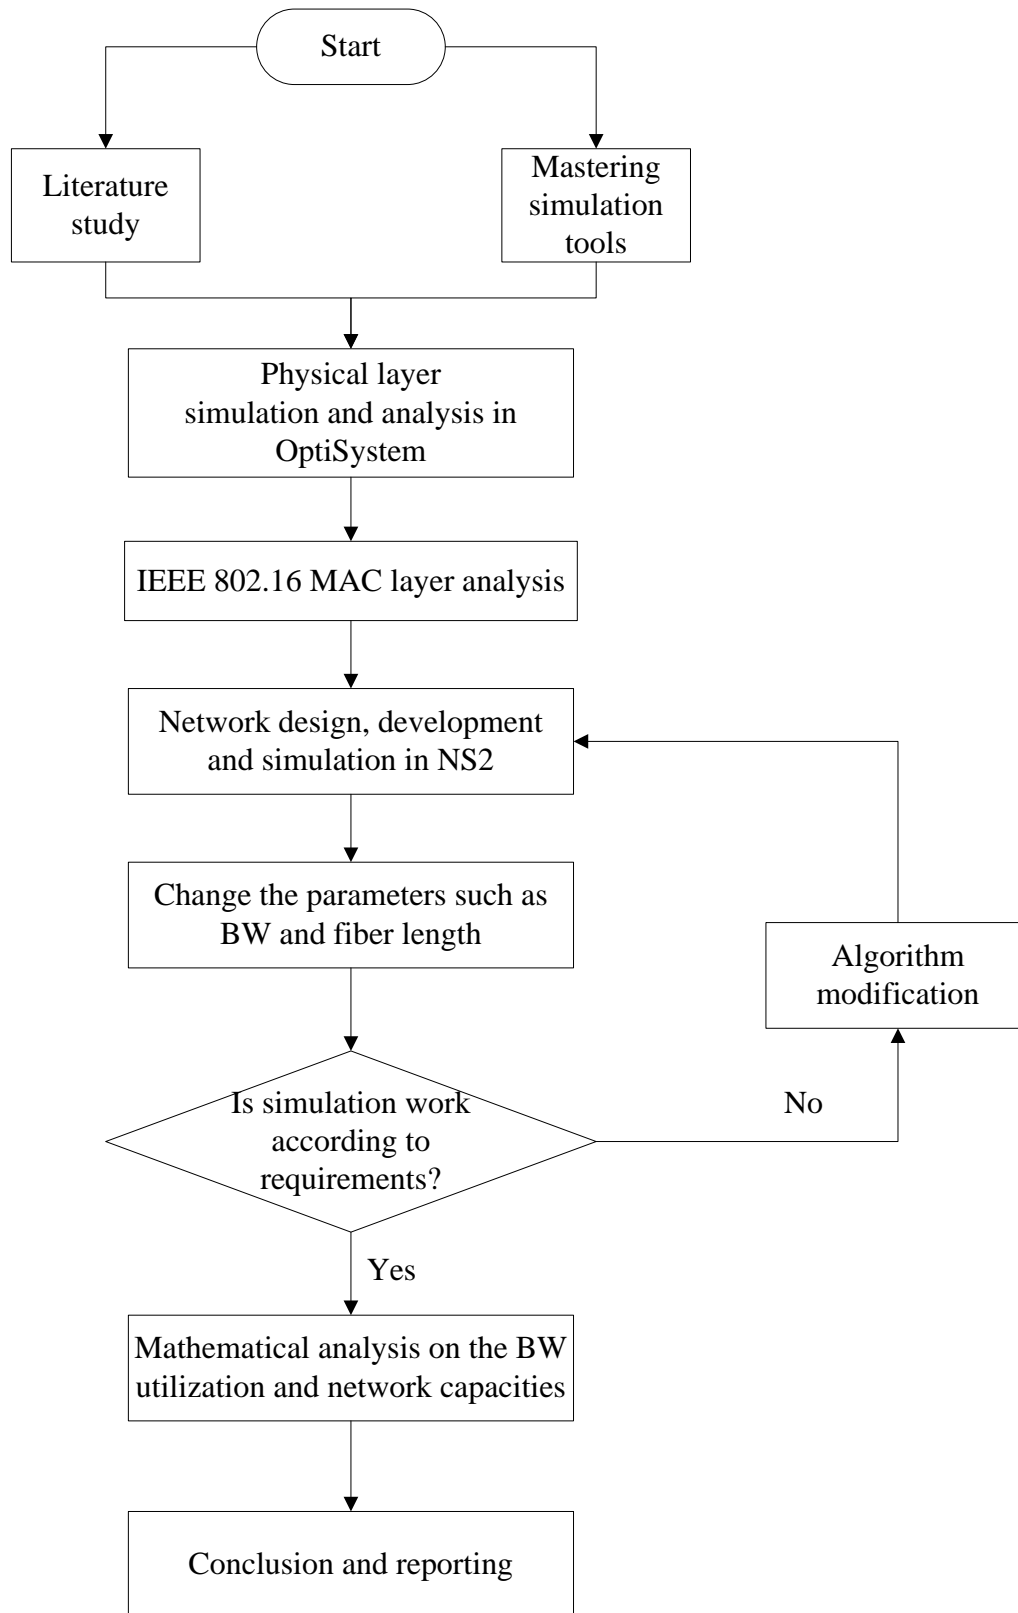 Start
Literature
study
Mastering
simulation
tools
Physical layer
simulation and analysis in
OptiSystem
IEEE 802.16 MAC layer analysis
Network design, development
and simulation in NS2
Change the parameters such as
BW and fiber length
Algorithm
modification
Is simulation work
according to
requirements?
No
Yes
Mathematical analysis on the BW
utilization and network capacities
Conclusion and reporting